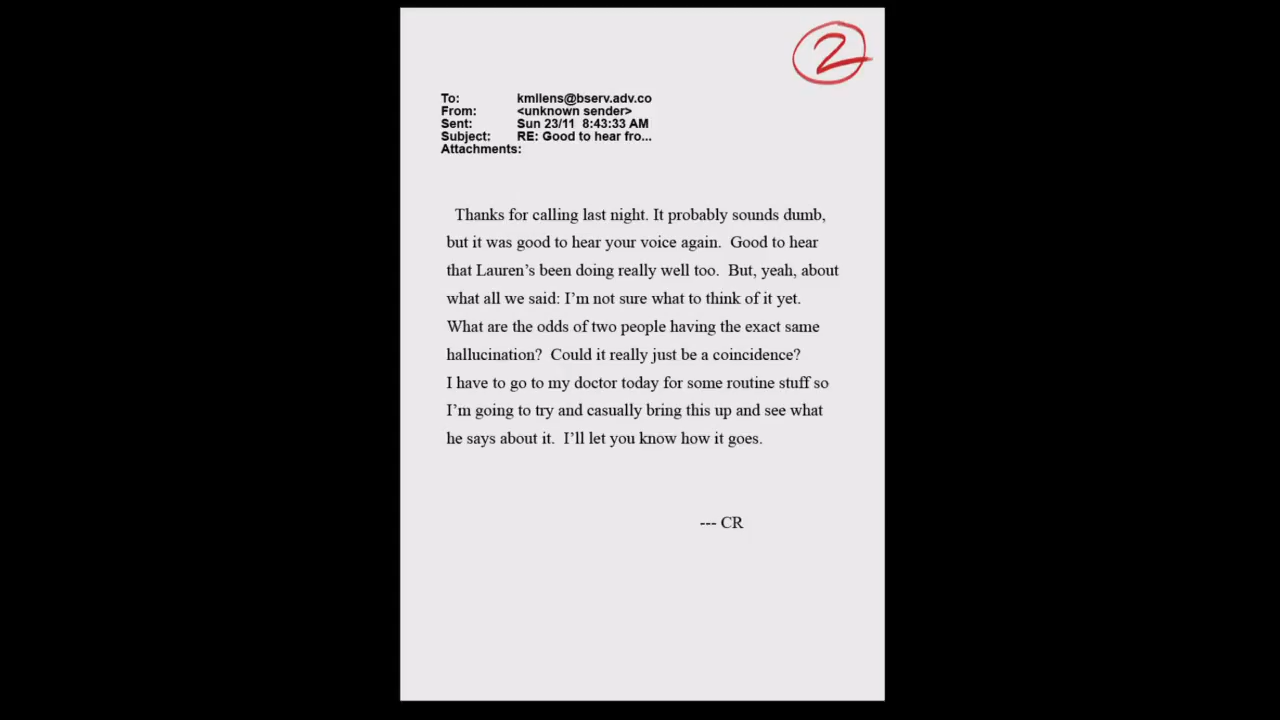 2
To: kmllens@bserv.adv.co
From: <unknown sender>
Sent: Sun 23/11 8:43:33 AM
Subject: RE: Good to hear fro...
Attachments:
Thanks for calling last night. It probably sounds dumb,
but it was good to hear your voice again. Good to hear
that Lauren’s been doing really well too. But, yeah, about
what all we said: I’m not sure what to think of it yet.
What are the odds of two people having the exact same
hallucination? Could it really just be a coincidence?
I have to go to my doctor today for some routine stuff so
I’m going to try and casually bring this up and see what
he says about it. I’ll let you know how it goes.
--- CR